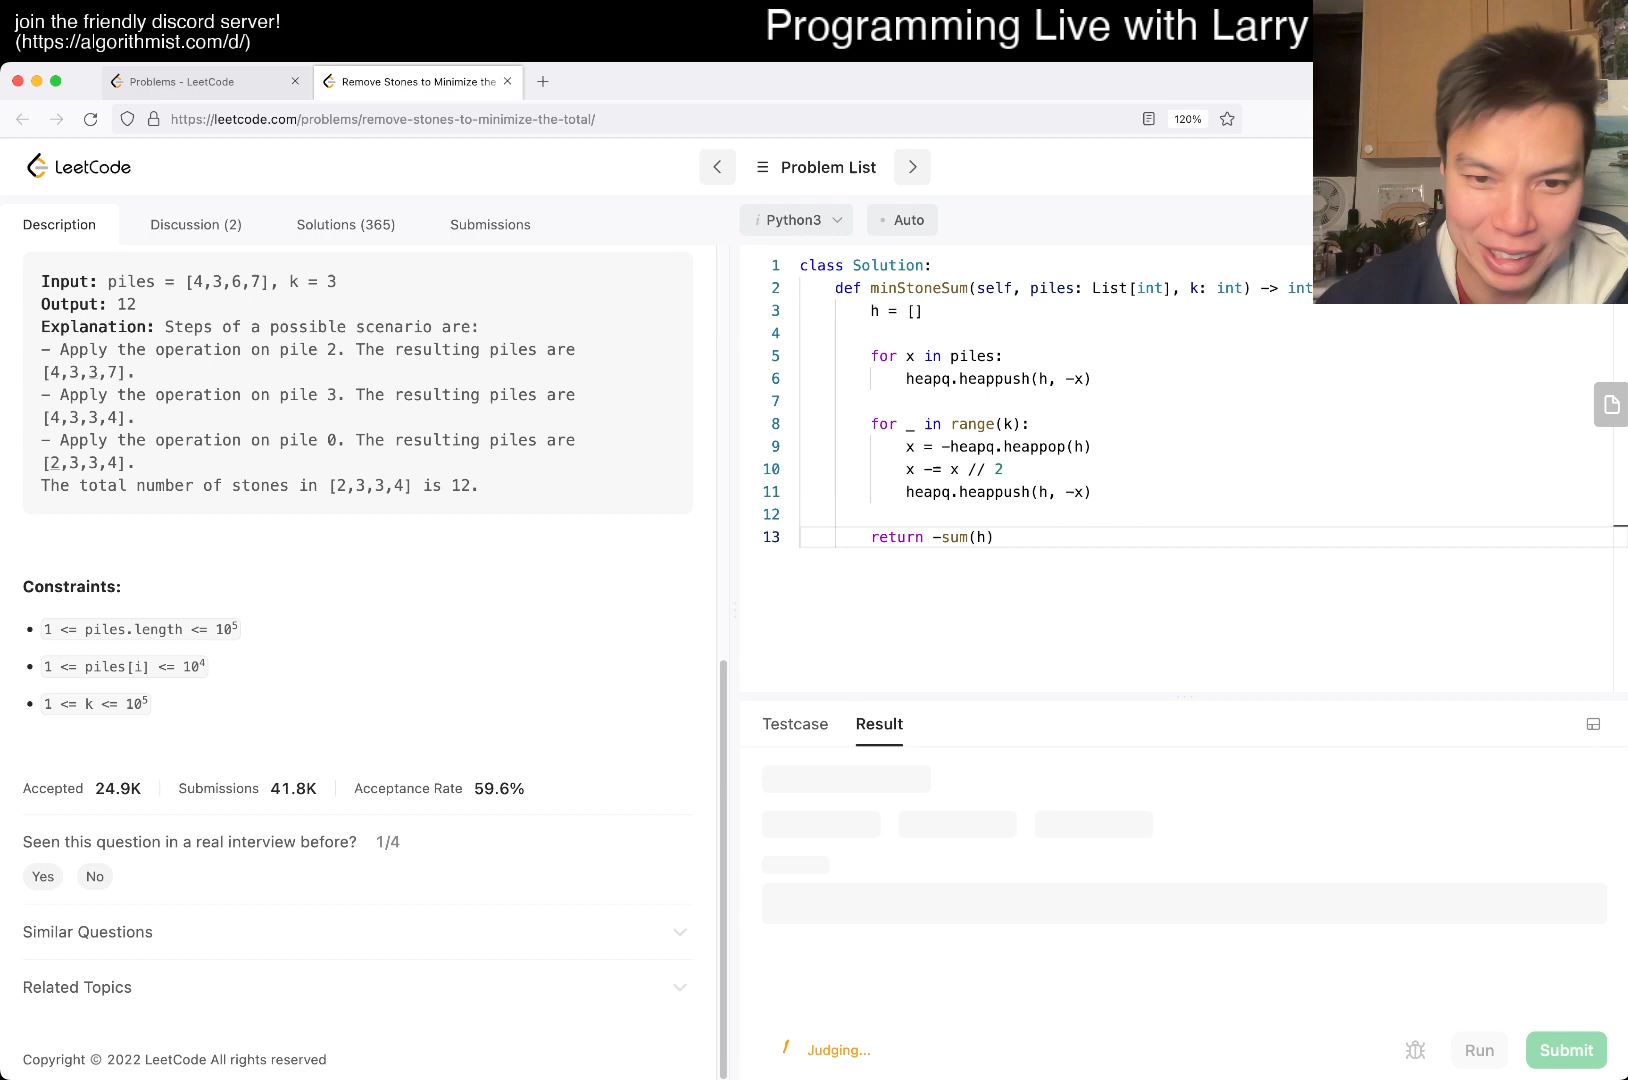 join the friendly discord server!
(https://algorithmist.com/d/)
Programming Live with Larry
Problems - LeetCode
Remove Stones to Minimize the
https://leetcode.com/problems/remove-stones-to-minimize-the-total/
120%
LeetCode
Problem List
Description
Discussion (2)
Solutions (365)
Submissions
i Python3
Auto
Input: piles = [4,3,6,7], k = 3
Output: 12
Explanation: Steps of a possible scenario are:
- Apply the operation on pile 2. The resulting piles are
[4,3,3,7].
- Apply the operation on pile 3. The resulting piles are
[4,3,3,4].
- Apply the operation on pile 0. The resulting piles are
[2,3,3,4].
The total number of stones in [2,3,3,4] is 12.
Constraints:
• 1 <= piles.length <= 10⁵
• 1 <= piles[i] <= 10⁴
• 1 <= k <= 10⁵
Accepted 24.9K
Submissions 41.8K
Acceptance Rate 59.6%
Seen this question in a real interview before? 1/4
Yes
No
Similar Questions
Related Topics
Copyright © 2022 LeetCode All rights reserved
1 class Solution:
2 def minStoneSum(self, piles: List[int], k: int) -> int
3 h = []
4
5 for x in piles:
6 heapq.heappush(h, -x)
7
8 for _ in range(k):
9 x = -heapq.heappop(h)
10 x -= x // 2
11 heapq.heappush(h, -x)
12
13 return -sum(h)
Testcase
Result
Judging...
Run
Submit